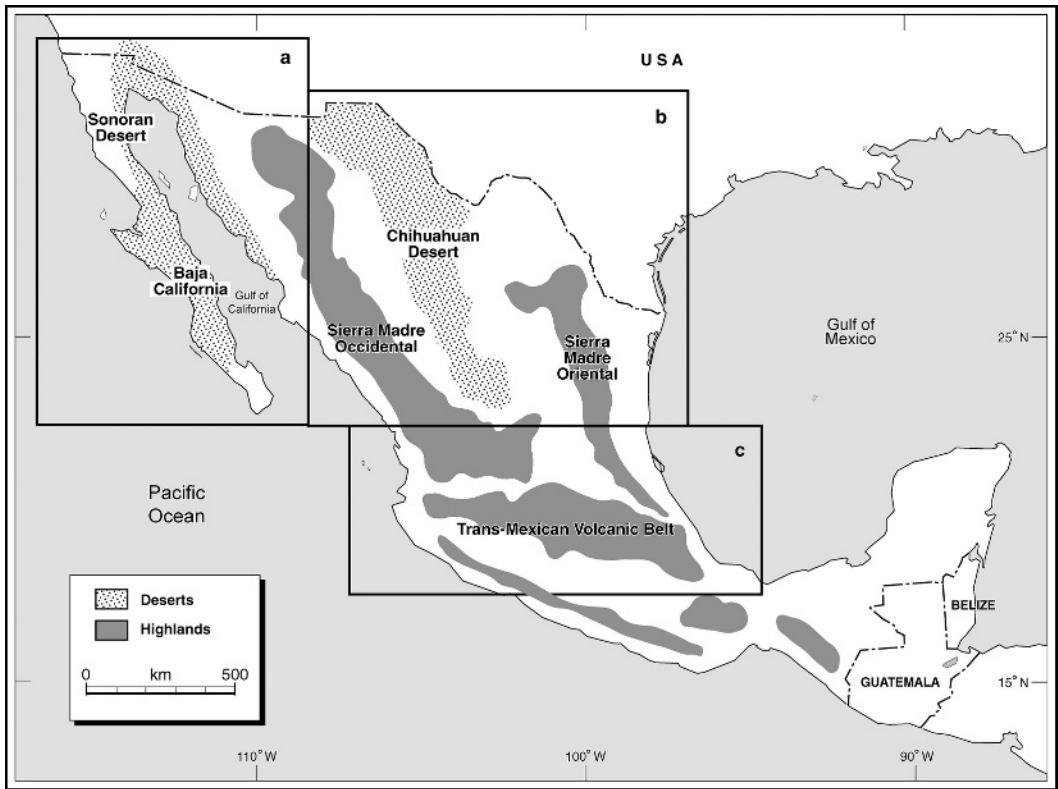 a
USA
b
Sonoran
Desert
Chihuahuan
Desert
Baja
California
Gulf of
California
Sierra Madre
Occidental
Sierra
Madre
Oriental
Gulf of
Mexico
25°N
c
Pacific
Ocean
Trans-Mexican Volcanic Belt
Deserts
Highlands
0 km 500
BELIZE
GUATEMALA
15°N
110°W
100°W
90°W